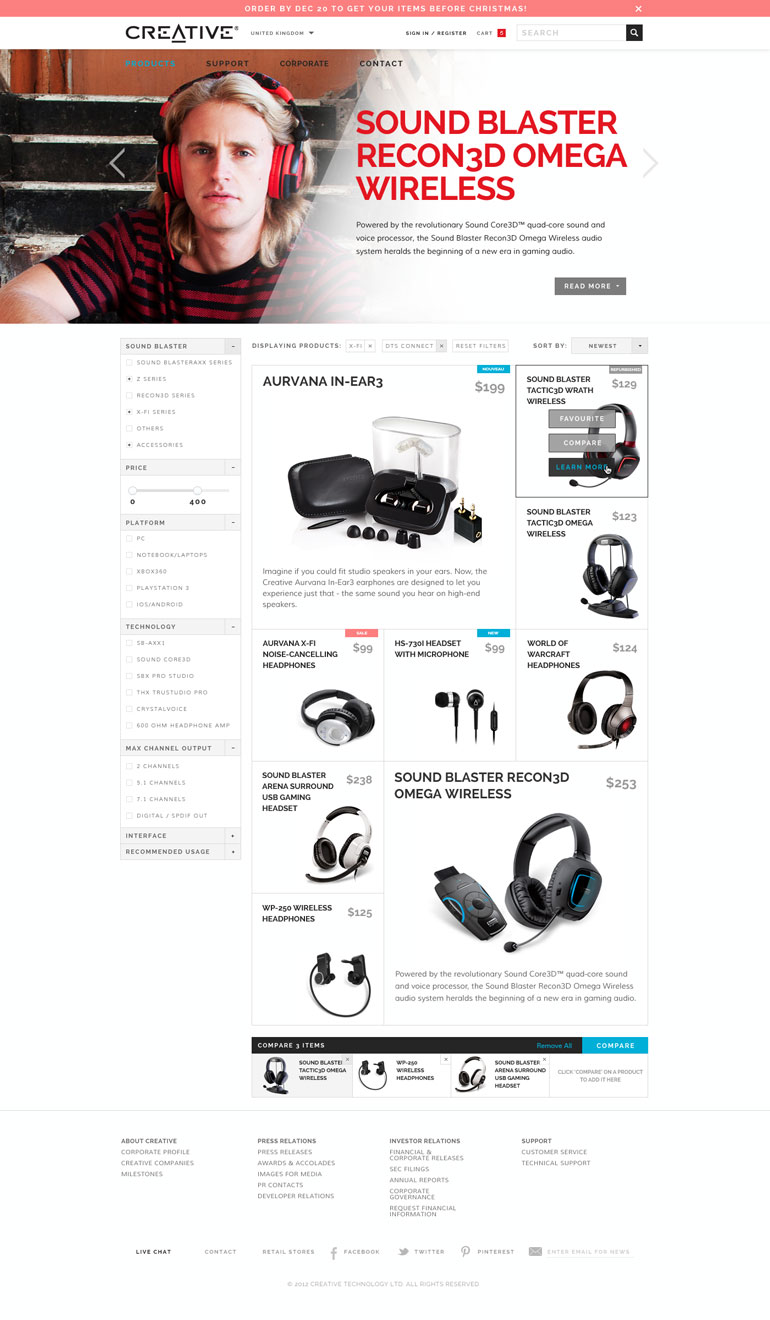 ORDER BY DEC 20 TO GET YOUR ITEMS BEFORE CHRISTMAS!
CREATIVE®
UNITED KINGDOM
SIGN IN / REGISTER
CART 5
SEARCH
PRODUCTS
SUPPORT
CORPORATE
CONTACT
SOUND BLASTER
RECON3D OMEGA
WIRELESS
Powered by the revolutionary Sound Core3D™ quad-core sound and
voice processor, the Sound Blaster Recon3D Omega Wireless audio
system heralds the beginning of a new era in gaming audio.
READ MORE
SOUND BLASTER
SOUND BLASTERAXX SERIES
Z SERIES
RECON3D SERIES
X-FI SERIES
OTHERS
ACCESSORIES
PRICE
0 400
PLATFORM
PC
NOTEBOOK/LAPTOPS
XBOX360
PLAYSTATION 3
IOS/ANDROID
TECHNOLOGY
SB-AXX1
SOUND CORE3D
SBX PRO STUDIO
THX TRUSTUDIO PRO
CRYSTALVOICE
600 OHM HEADPHONE AMP
MAX CHANNEL OUTPUT
2 CHANNELS
5.1 CHANNELS
7.1 CHANNELS
DIGITAL / SPDIF OUT
INTERFACE
RECOMMENDED USAGE
DISPLAYING PRODUCTS:
X-FI ×
DTS CONNECT ×
RESET FILTERS
SORT BY:
NEWEST
NOUVEAU
AURVANA IN-EAR3
$199
Imagine if you could fit studio speakers in your ears. Now, the
Creative Aurvana In-Ear3 earphones are designed to let you
experience just that - the same sound you hear on high-end
speakers.
REFURBISHED
SOUND BLASTER
TACTIC3D WRATH
WIRELESS
$129
FAVOURITE
COMPARE
LEARN MORE
SOUND BLASTER
TACTIC3D OMEGA
WIRELESS
$123
SALE
AURVANA X-FI
NOISE-CANCELLING
HEADPHONES
$99
NEW
HS-730I HEADSET
WITH MICROPHONE
$99
WORLD OF
WARCRAFT
HEADPHONES
$124
SOUND BLASTER
ARENA SURROUND
USB GAMING
HEADSET
$238
SOUND BLASTER RECON3D
OMEGA WIRELESS
$253
Powered by the revolutionary Sound Core3D™ quad-core sound
and voice processor, the Sound Blaster Recon3D Omega Wireless
audio system heralds the beginning of a new era in gaming audio.
WP-250 WIRELESS
HEADPHONES
$125
COMPARE 3 ITEMS
Remove All
COMPARE
SOUND BLASTER
TACTIC3D OMEGA
WIRELESS
WP-250
WIRELESS
HEADPHONES
SOUND BLASTER
ARENA SURROUND
USB GAMING
HEADSET
CLICK 'COMPARE' ON A PRODUCT
TO ADD IT HERE
ABOUT CREATIVE
CORPORATE PROFILE
CREATIVE COMPANIES
MILESTONES
PRESS RELATIONS
PRESS RELEASES
AWARDS & ACCOLADES
IMAGES FOR MEDIA
PR CONTACTS
DEVELOPER RELATIONS
INVESTOR RELATIONS
FINANCIAL &
CORPORATE RELEASES
SEC FILINGS
ANNUAL REPORTS
CORPORATE
GOVERNANCE
REQUEST FINANCIAL
INFORMATION
SUPPORT
CUSTOMER SERVICE
TECHNICAL SUPPORT
LIVE CHAT
CONTACT
RETAIL STORES
FACEBOOK
TWITTER
PINTEREST
ENTER EMAIL FOR NEWS
© 2012 CREATIVE TECHNOLOGY LTD. ALL RIGHTS RESERVED.